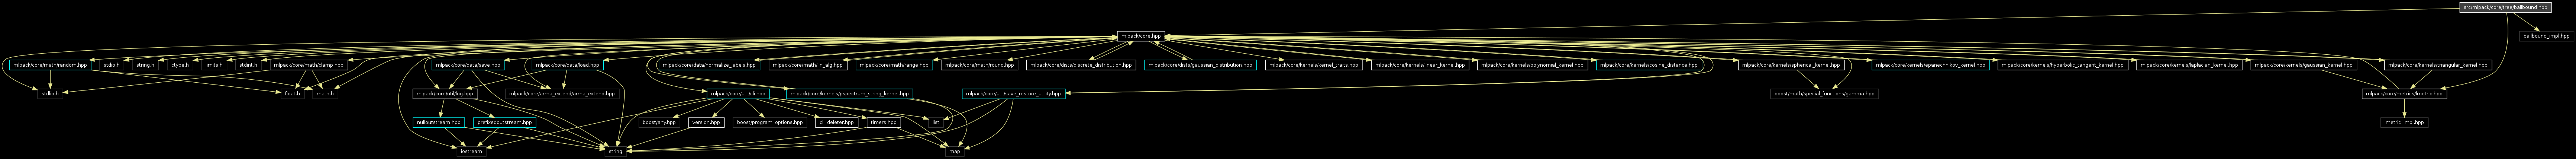 src/mlpack/core/tree/ballbound.hpp
mlpack/core.hpp
ballbound_impl.hpp
mlpack/core/math/random.hpp
stdio.h
string.h
ctype.h
limits.h
stdint.h
mlpack/core/math/clamp.hpp
mlpack/core/data/save.hpp
mlpack/core/data/load.hpp
mlpack/core/data/normalize_labels.hpp
mlpack/core/math/lin_alg.hpp
mlpack/core/math/range.hpp
mlpack/core/math/round.hpp
mlpack/core/dists/discrete_distribution.hpp
mlpack/core/dists/gaussian_distribution.hpp
mlpack/core/kernels/kernel_traits.hpp
mlpack/core/kernels/linear_kernel.hpp
mlpack/core/kernels/polynomial_kernel.hpp
mlpack/core/kernels/cosine_distance.hpp
mlpack/core/kernels/spherical_kernel.hpp
mlpack/core/kernels/epanechnikov_kernel.hpp
mlpack/core/kernels/hyperbolic_tangent_kernel.hpp
mlpack/core/kernels/laplacian_kernel.hpp
mlpack/core/kernels/gaussian_kernel.hpp
mlpack/core/kernels/triangular_kernel.hpp
stdlib.h
float.h
math.h
mlpack/core/util/log.hpp
mlpack/core/arma_extend/arma_extend.hpp
mlpack/core/util/cli.hpp
mlpack/core/kernels/pspectrum_string_kernel.hpp
mlpack/core/util/save_restore_utility.hpp
boost/math/special_functions/gamma.hpp
mlpack/core/metrics/lmetric.hpp
nulloutstream.hpp
prefixedoutstream.hpp
boost/any.hpp
version.hpp
boost/program_options.hpp
cli_deleter.hpp
timers.hpp
list
lmetric_impl.hpp
iostream
string
map